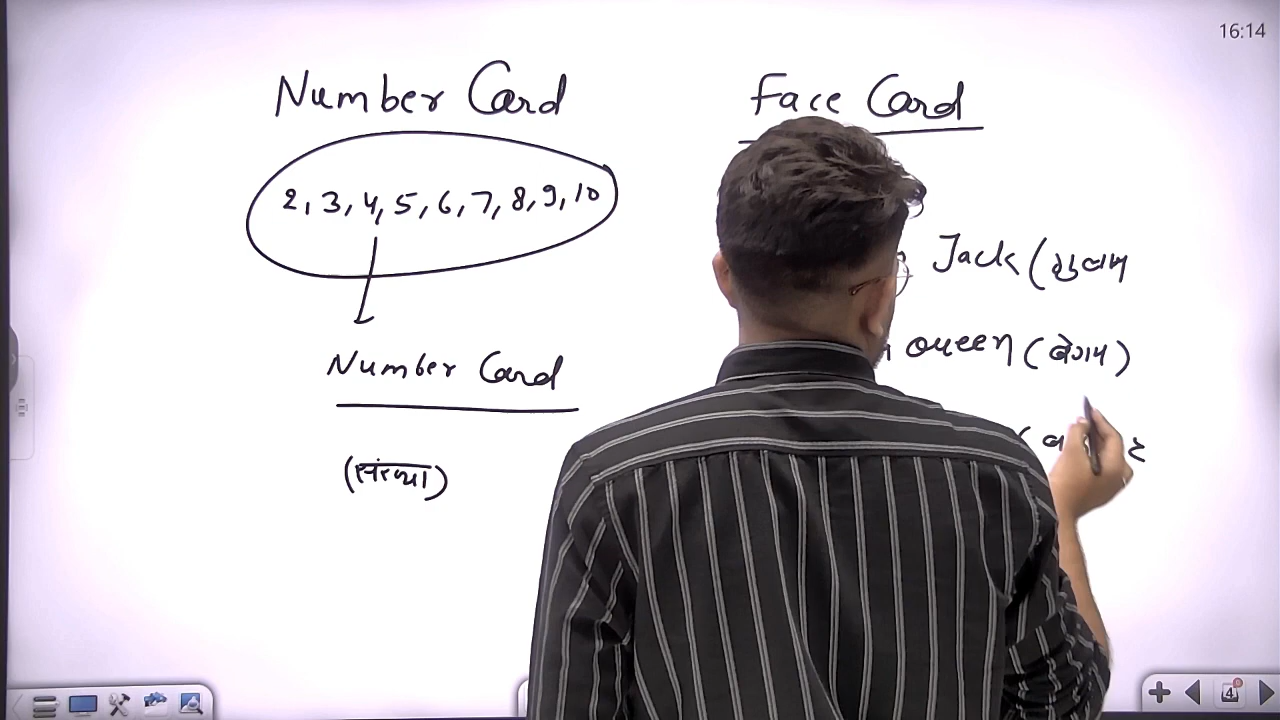 16:14
Number Card
2, 3, 4, 5, 6, 7, 8, 9, 10
Number Card
(संख्या)
Face Card
Jack (गुलाम
Queen (बेगम)
4